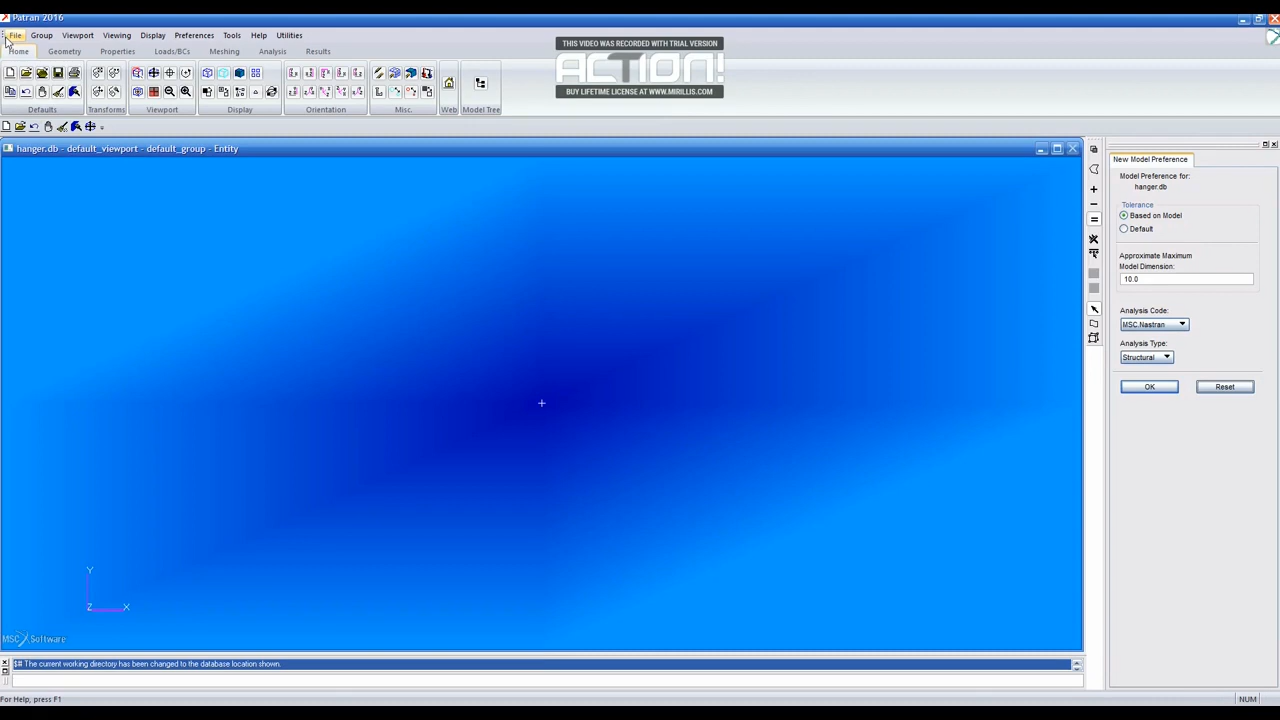 Patran 2016
File Group Viewport Viewing Display Preferences Tools Help Utilities
Home Geometry Properties Loads/BCs Meshing Analysis Results
THIS VIDEO WAS RECORDED WITH TRIAL VERSION
ACTION!
BUY LIFETIME LICENSE AT WWW.MIRILLIS.COM
Defaults Transforms Viewport Display Orientation Misc. Web Model Tree
hanger.db - default_viewport - default_group - Entity
New Model Preference
Model Preference for:
hanger.db
Tolerance
Based on Model
Default
Approximate Maximum
Model Dimension:
10.0
Analysis Code:
MSC.Nastran
Analysis Type:
Structural
OK Reset
Y
Z X
MSC Software
$# The current working directory has been changed to the database location shown.
For Help, press F1
NUM